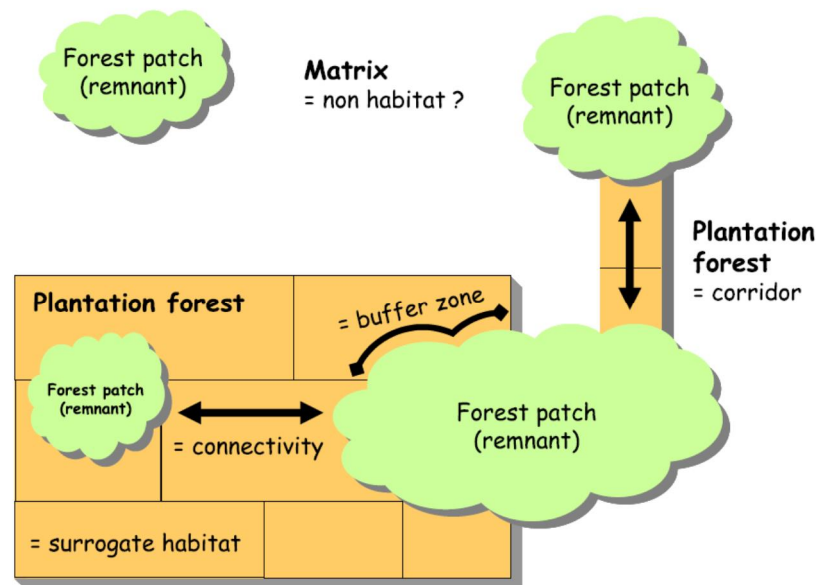 Forest patch
(remnant)
Matrix
= non habitat ?
Forest patch
(remnant)
Plantation
forest
= corridor
Plantation forest
= buffer zone
Forest patch
(remnant)
= connectivity
Forest patch
(remnant)
= surrogate habitat